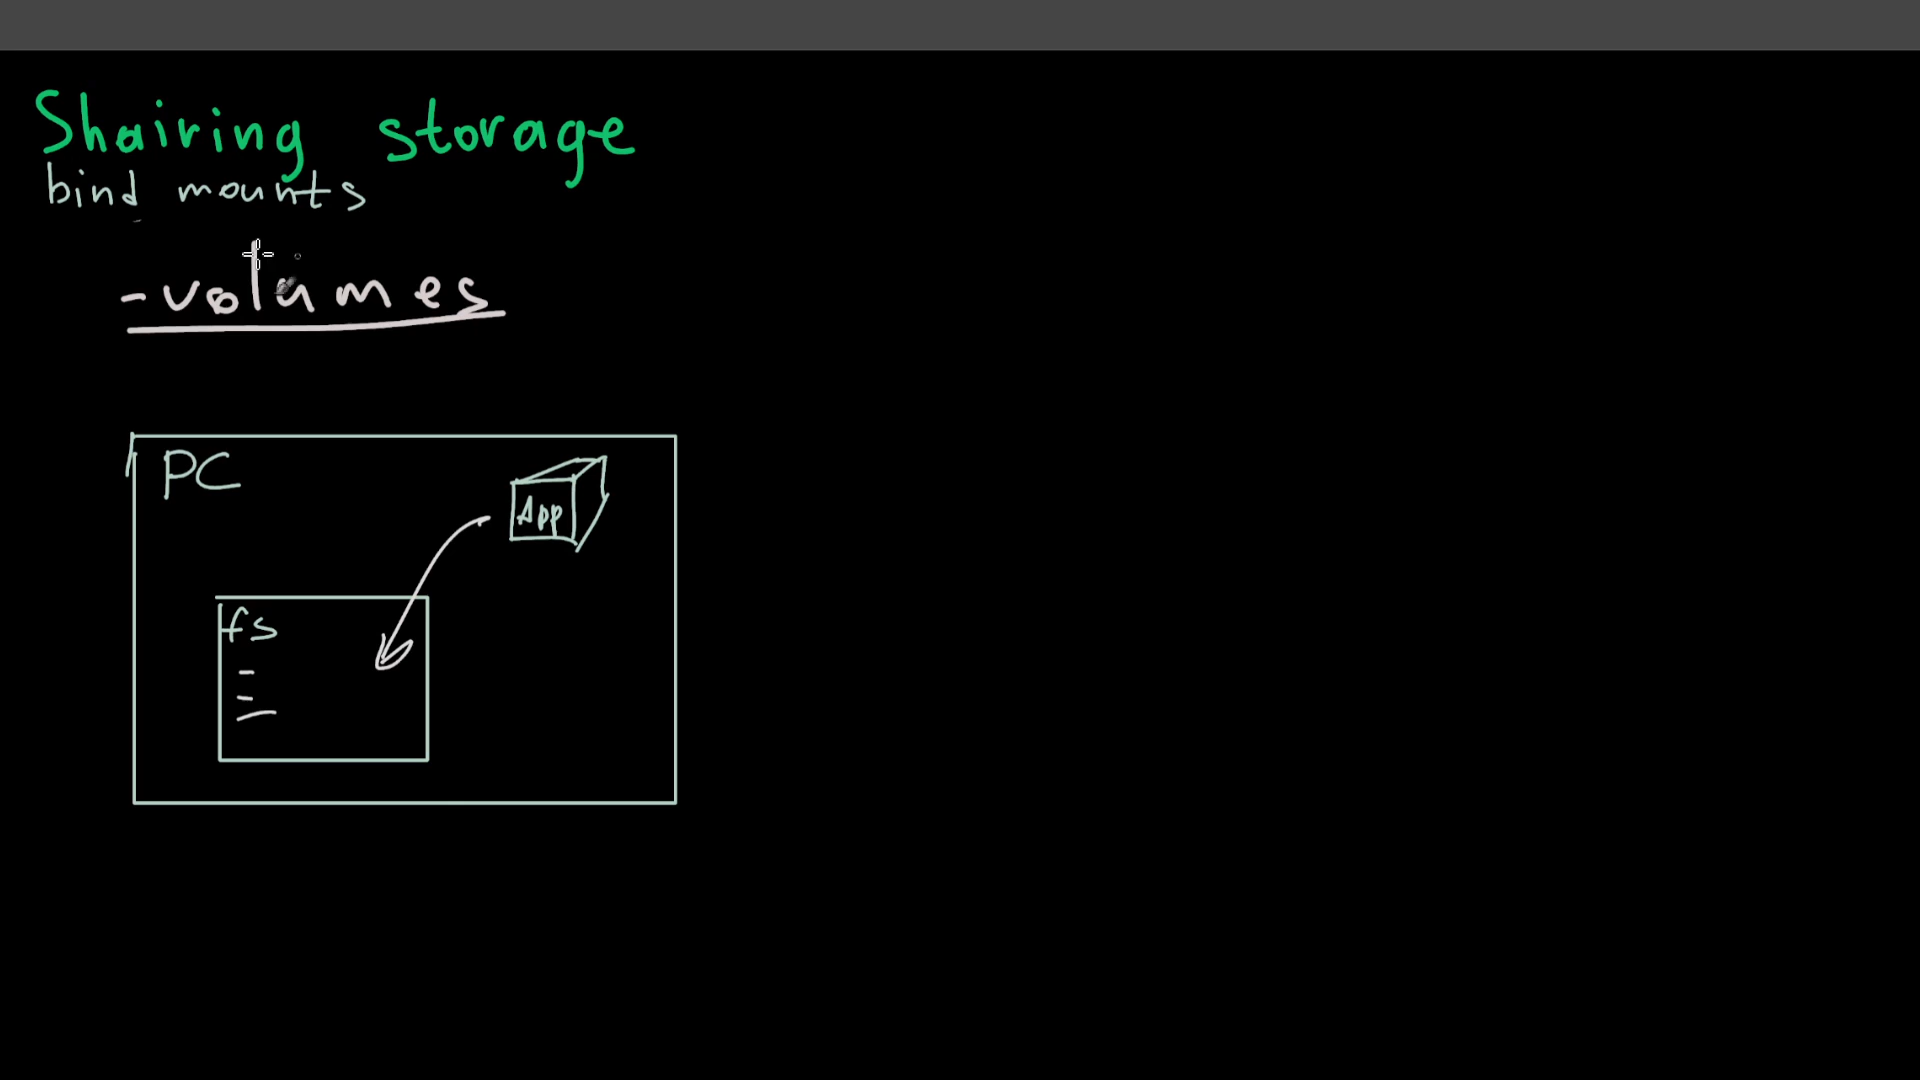 Shairing storage
bind mounts
-volumes
PC
App
fs